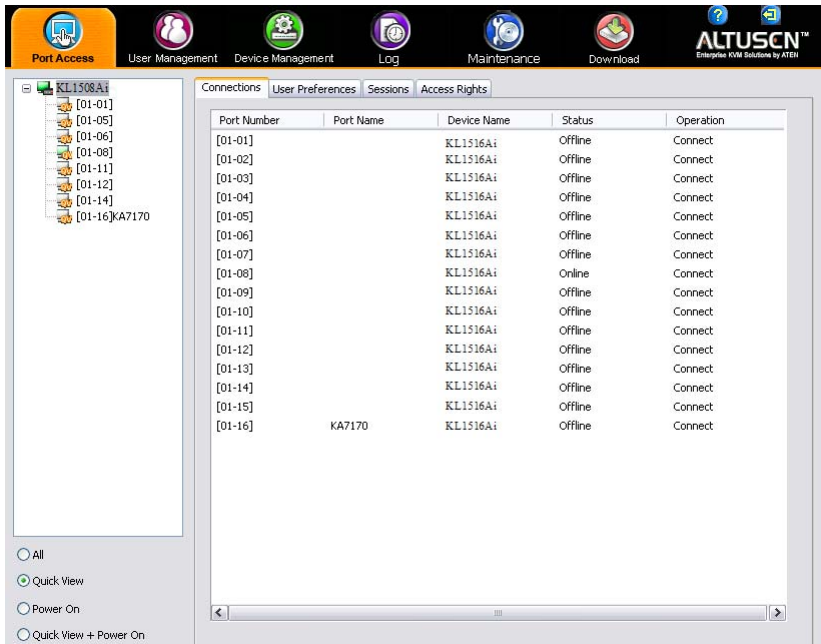 Port Access
User Management
Device Management
Log
Maintenance
Download
?
ALTUSCN™
Enterprise KVM Solutions by ATEN
KL1508Ai
[01-01]
[01-05]
[01-06]
[01-08]
[01-11]
[01-12]
[01-14]
[01-16]KA7170
All
Quick View
Power On
Quick View + Power On
Connections User Preferences Sessions Access Rights
Port Number Port Name Device Name Status Operation
[01-01] KL1516Ai Offline Connect
[01-02] KL1516Ai Offline Connect
[01-03] KL1516Ai Offline Connect
[01-04] KL1516Ai Offline Connect
[01-05] KL1516Ai Offline Connect
[01-06] KL1516Ai Offline Connect
[01-07] KL1516Ai Offline Connect
[01-08] KL1516Ai Online Connect
[01-09] KL1516Ai Offline Connect
[01-10] KL1516Ai Offline Connect
[01-11] KL1516Ai Offline Connect
[01-12] KL1516Ai Offline Connect
[01-13] KL1516Ai Offline Connect
[01-14] KL1516Ai Offline Connect
[01-15] KL1516Ai Offline Connect
[01-16] KA7170 KL1516Ai Offline Connect